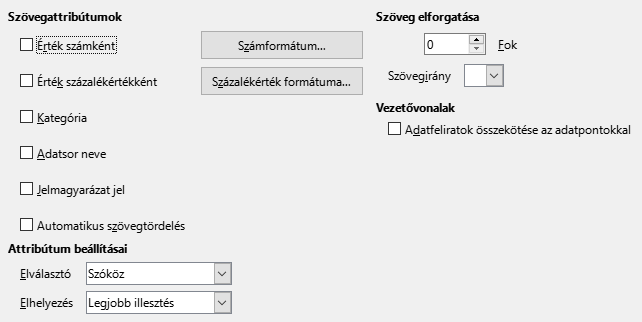 Szövegattribútumok
Érték számként
Számformátum...
Érték százalékértékként
Százalékérték formátuma...
Kategória
Adatsor neve
Jelmagyarázat jel
Automatikus szövegtördelés
Attribútum beállításai
Elválasztó
Szóköz
Elhelyezés
Legjobb illesztés
Szöveg elforgatása
0
Fok
Szövegirány
Vezetővonalak
Adatfeliratok összekötése az adatpontokkal